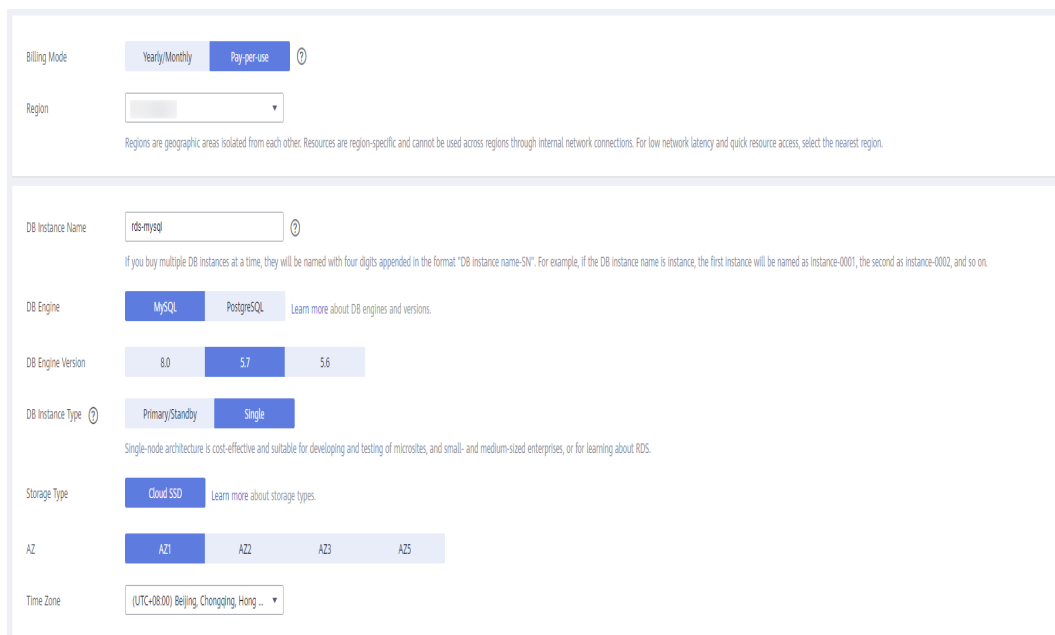 Billing Mode Yearly/Monthly Pay-per-use ?
Region
Regions are geographic areas isolated from each other. Resources are region-specific and cannot be used across regions through internal network connections. For low network latency and quick resource access, select the nearest region.
DB Instance Name rds-mysql ?
If you buy multiple DB instances at a time, they will be named with four digits appended in the format "DB instance name-SN". For example, if the DB instance name is instance, the first instance will be named as instance-0001, the second as instance-0002, and so on.
DB Engine MySQL PostgreSQL Learn more about DB engines and versions.
DB Engine Version 8.0 5.7 5.6
DB Instance Type ? Primary/Standby Single
Single-node architecture is cost-effective and suitable for developing and testing of microsites, and small- and medium-sized enterprises, or for learning about RDS.
Storage Type Cloud SSD Learn more about storage types.
AZ AZ1 AZ2 AZ3 AZ5
Time Zone (UTC+08:00) Beijing, Chongqing, Hong ...